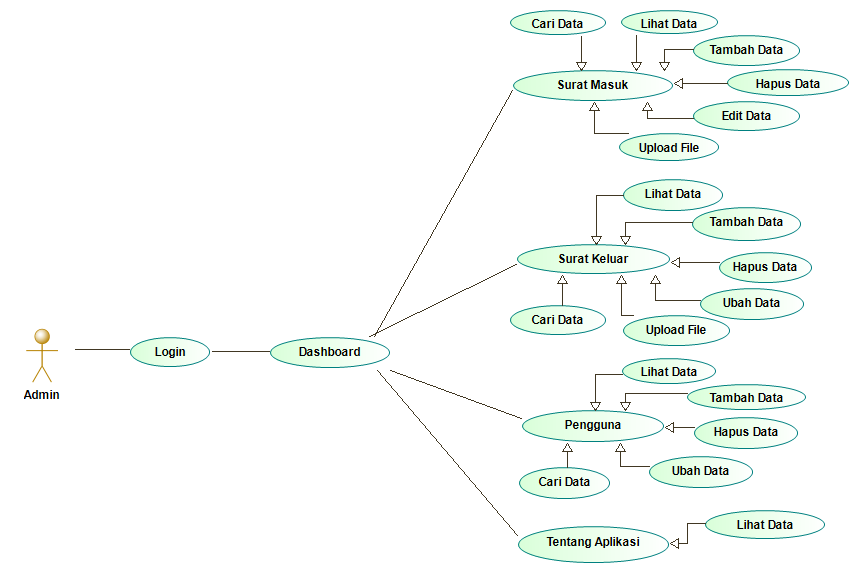 Cari Data
Lihat Data
Tambah Data
Surat Masuk
Hapus Data
Edit Data
Upload File
Lihat Data
Tambah Data
Surat Keluar
Hapus Data
Ubah Data
Cari Data
Upload File
Admin
Login
Dashboard
Lihat Data
Tambah Data
Pengguna
Hapus Data
Ubah Data
Cari Data
Lihat Data
Tentang Aplikasi